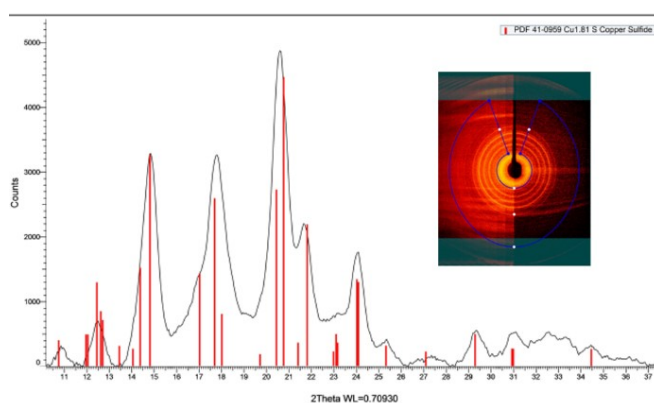 PDF 41-0959 Cu1.81 S Copper Sulfide
5000
4000
3000
2000
1000
0
Counts
11 12 13 14 15 16 17 18 19 20 21 22 23 24 25 26 27 28 29 30 31 32 33 34 35 36 37
2Theta WL=0.70930